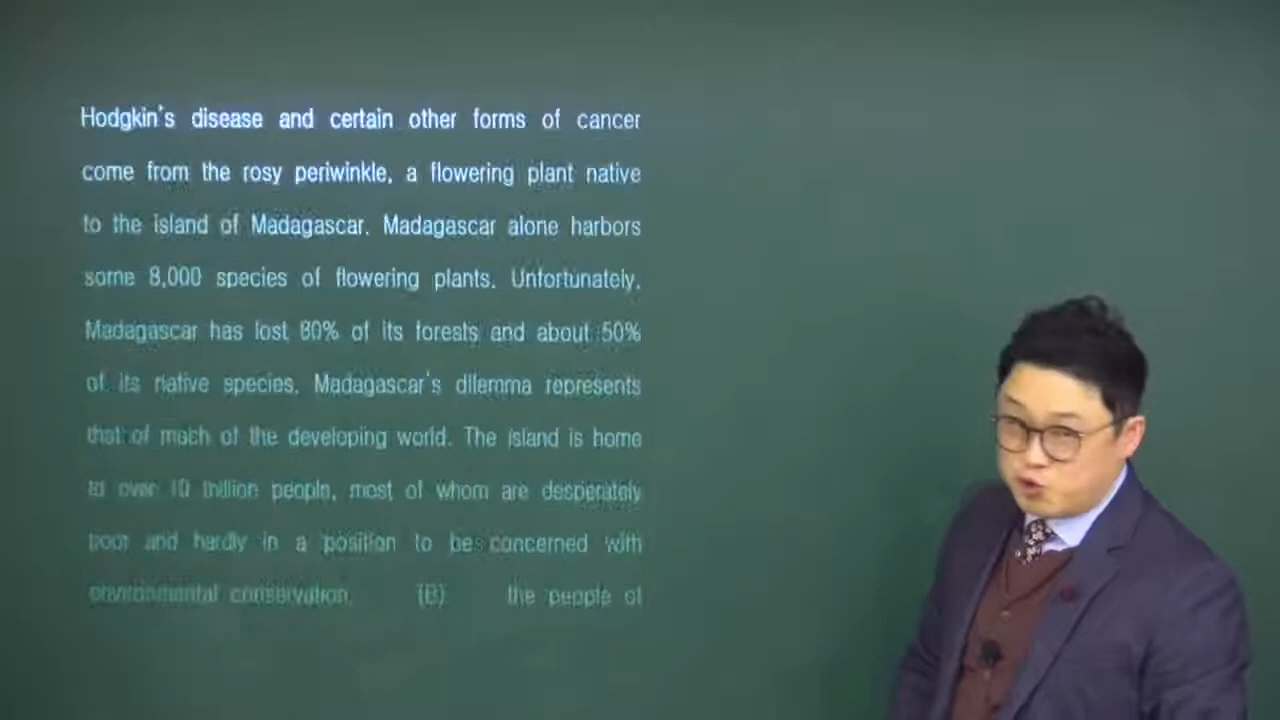 Hodgkin's disease and certain other forms of cancer
come from the rosy periwinkle, a flowering plant native
to the island of Madagascar. Madagascar alone harbors
some 8,000 species of flowering plants. Unfortunately,
Madagascar has lost 80% of its forests and about 50%
of its native species. Madagascar's dilemma represents
that of much of the developing world. The island is home
to over 10 million people, most of whom are desperately
poor and hardly in a position to be concerned with
environmental conservation. (B) the people of